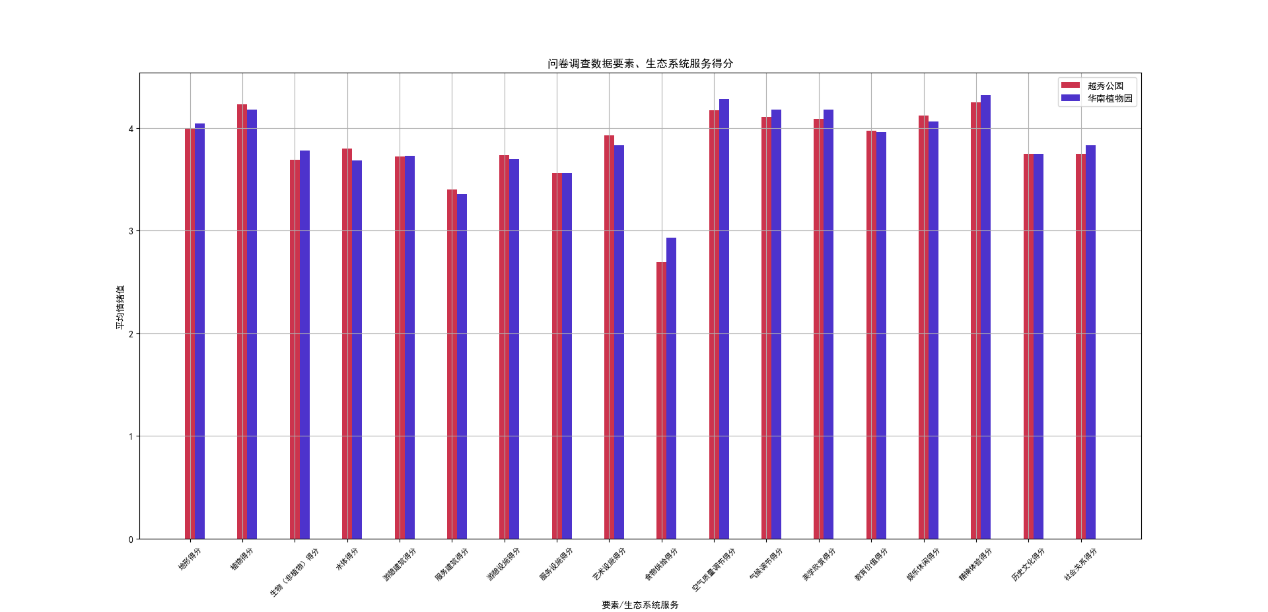 问卷调查数据要素、生态系统服务得分
越秀公园
华南植物园
平均情绪值
4
3
2
1
0
地形得分
植物得分
生物（非植物）得分
水体得分
游憩建筑得分
服务建筑得分
游憩设施得分
服务设施得分
艺术设施得分
食物供给得分
空气质量调节得分
气候调节得分
美学欣赏得分
教育价值得分
娱乐休闲得分
精神体验得分
历史文化得分
社会关系得分
要素/生态系统服务